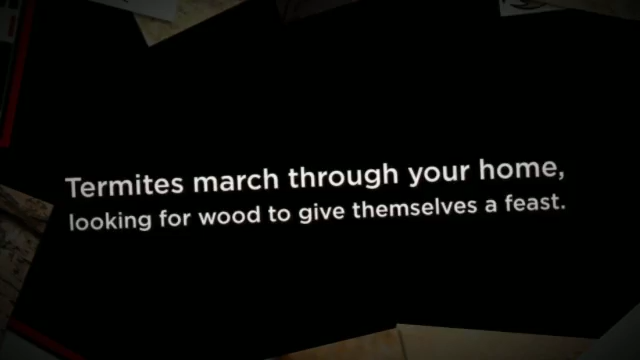 Termites march through your home,
looking for wood to give themselves a feast.